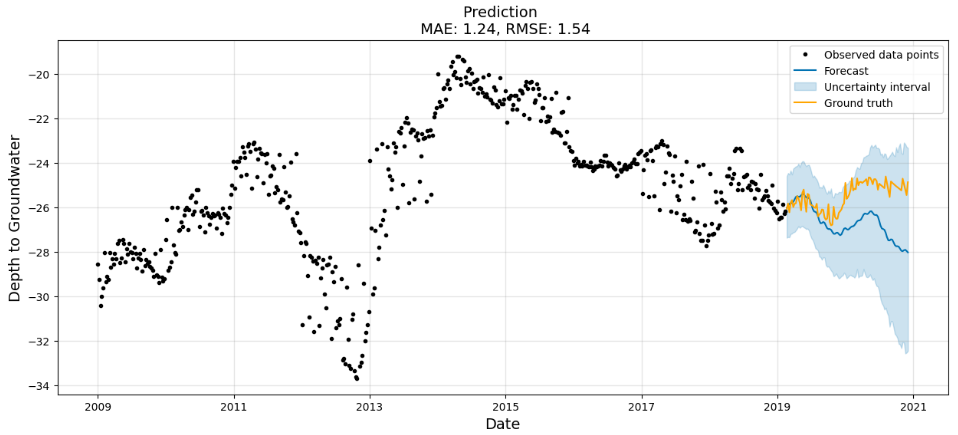 Prediction
MAE: 1.24, RMSE: 1.54
Observed data points
Forecast
Uncertainty interval
Ground truth
Depth to Groundwater
−20
−22
−24
−26
−28
−30
−32
−34
2009
2011
2013
2015
2017
2019
2021
Date